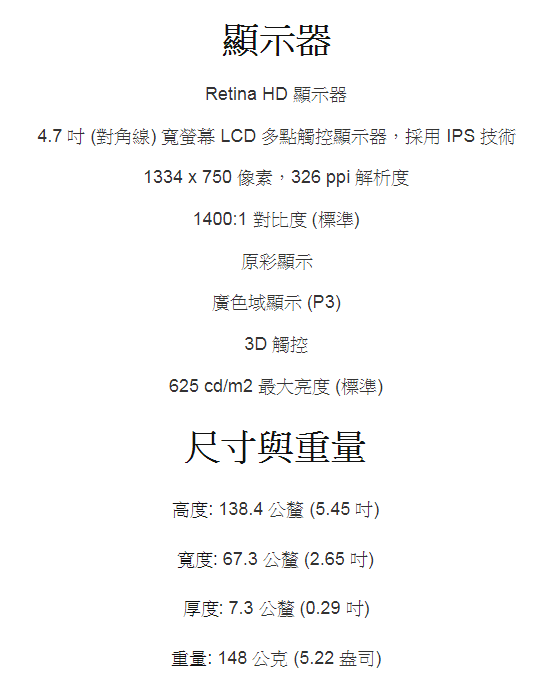 顯示器
Retina HD 顯示器
4.7 吋 (對角線) 寬螢幕 LCD 多點觸控顯示器，採用 IPS 技術
1334 x 750 像素，326 ppi 解析度
1400:1 對比度 (標準)
原彩顯示
廣色域顯示 (P3)
3D 觸控
625 cd/m2 最大亮度 (標準)
尺寸與重量
高度: 138.4 公釐 (5.45 吋)
寬度: 67.3 公釐 (2.65 吋)
厚度: 7.3 公釐 (0.29 吋)
重量: 148 公克 (5.22 盎司)